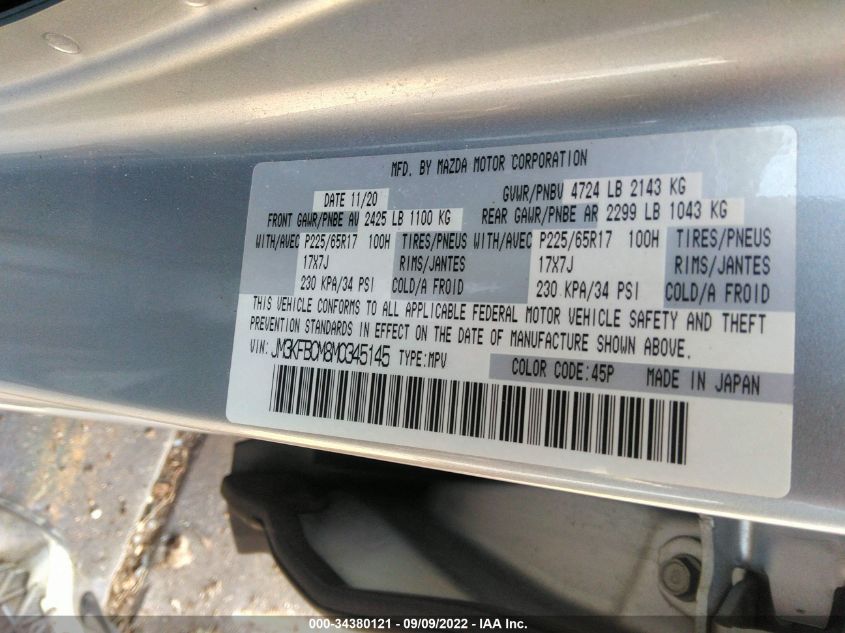 MFD. BY MAZDA MOTOR CORPORATION
DATE 11/20 GVWR/PNBV 4724 LB 2143 KG
FRONT GAWR/PNBE AV 2425 LB 1100 KG REAR GAWR/PNBE AR 2299 LB 1043 KG
WITH/AVEC P225/65R17 100H TIRES/PNEUS WITH/AVEC P225/65R17 100H TIRES/PNEUS
17X7J RIMS/JANTES 17X7J RIMS/JANTES
230 KPA/34 PSI COLD/A FROID 230 KPA/34 PSI COLD/A FROID
THIS VEHICLE CONFORMS TO ALL APPLICABLE FEDERAL MOTOR VEHICLE SAFETY AND THEFT
PREVENTION STANDARDS IN EFFECT ON THE DATE OF MANUFACTURE SHOWN ABOVE.
VIN: JM3KFBCM8M0345145 TYPE:MPV
COLOR CODE:45P MADE IN JAPAN
000-34380121 - 09/09/2022 - IAA Inc.